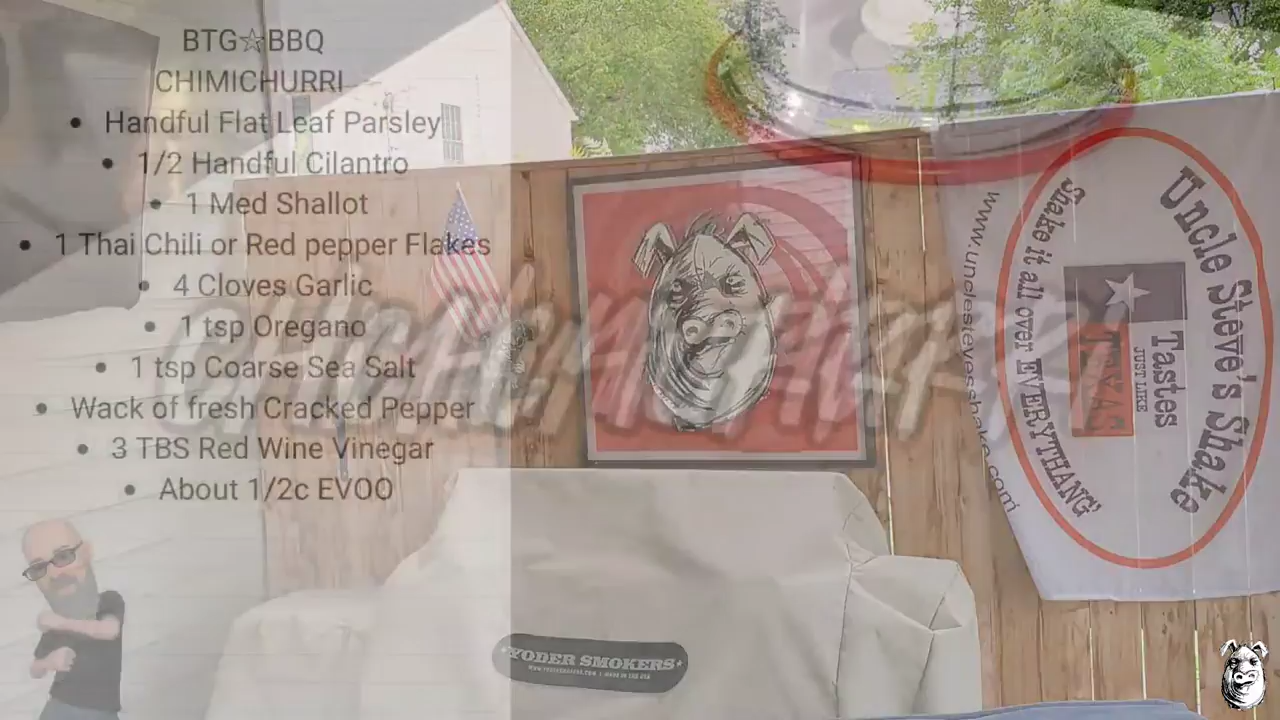 BTG☆BBQ
CHIMICHURRI
• Handful Flat Leaf Parsley
• 1/2 Handful Cilantro
• 1 Med Shallot
• 1 Thai Chili or Red pepper Flakes
• 4 Cloves Garlic
• 1 tsp Oregano
• 1 tsp Coarse Sea Salt
• Wack of fresh Cracked Pepper
• 3 TBS Red Wine Vinegar
• About 1/2c EVOO
CHIMICHURRI
Uncle Steve's Shake
Tastes
JUST LIKE
TEXAS
Shake it all over EVERYTHANG'
www.unclestevesshake.com
YODER SMOKERS